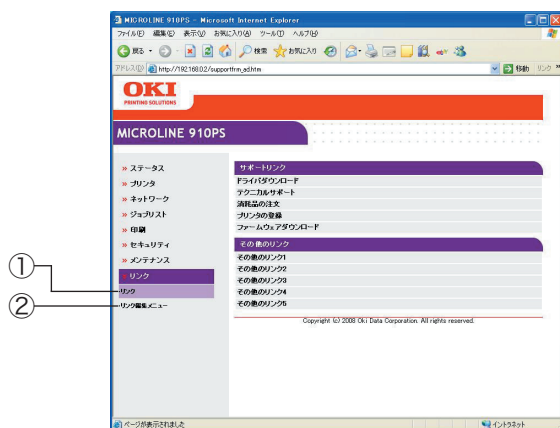 MICROLINE 910PS - Microsoft Internet Explorer
ファイル(F) 編集(E) 表示(V) お気に入り(A) ツール(T) ヘルプ(H)
戻る 検索 お気に入り
アドレス(D) http://192.168.0.2/supportfrm_ad.htm 移動 リンク »
OKI
PRINTING SOLUTIONS
MICROLINE 910PS
» ステータス
» プリンタ
» ネットワーク
» ジョブリスト
» 印刷
» セキュリティ
» メンテナンス
» リンク
① リンク
② リンク編集メニュー
サポートリンク
ドライバダウンロード
テクニカルサポート
消耗品の注文
プリンタの登録
ファームウェアダウンロード
その他のリンク
その他のリンク1
その他のリンク2
その他のリンク3
その他のリンク4
その他のリンク5
Copyright (c) 2008 Oki Data Corporation. All rights reserved.
ページが表示されました イントラネット